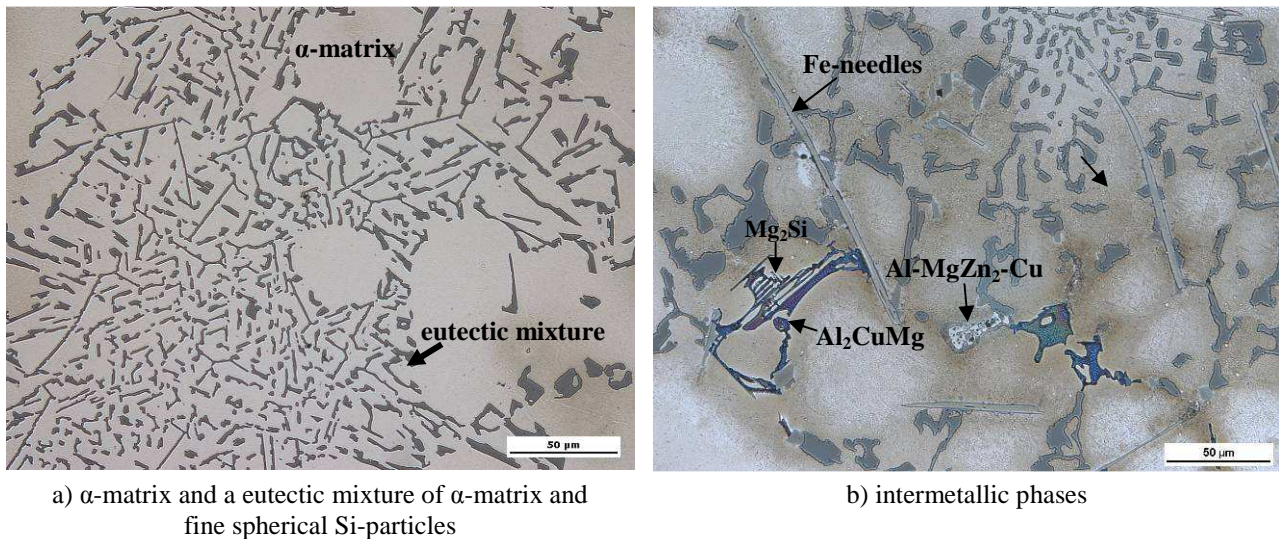 α-matrix
eutectic mixture
50 µm
Fe-needles
Mg₂Si
Al-MgZn₂-Cu
Al₂CuMg
50 µm
a) α-matrix and a eutectic mixture of α-matrix and
fine spherical Si-particles
b) intermetallic phases